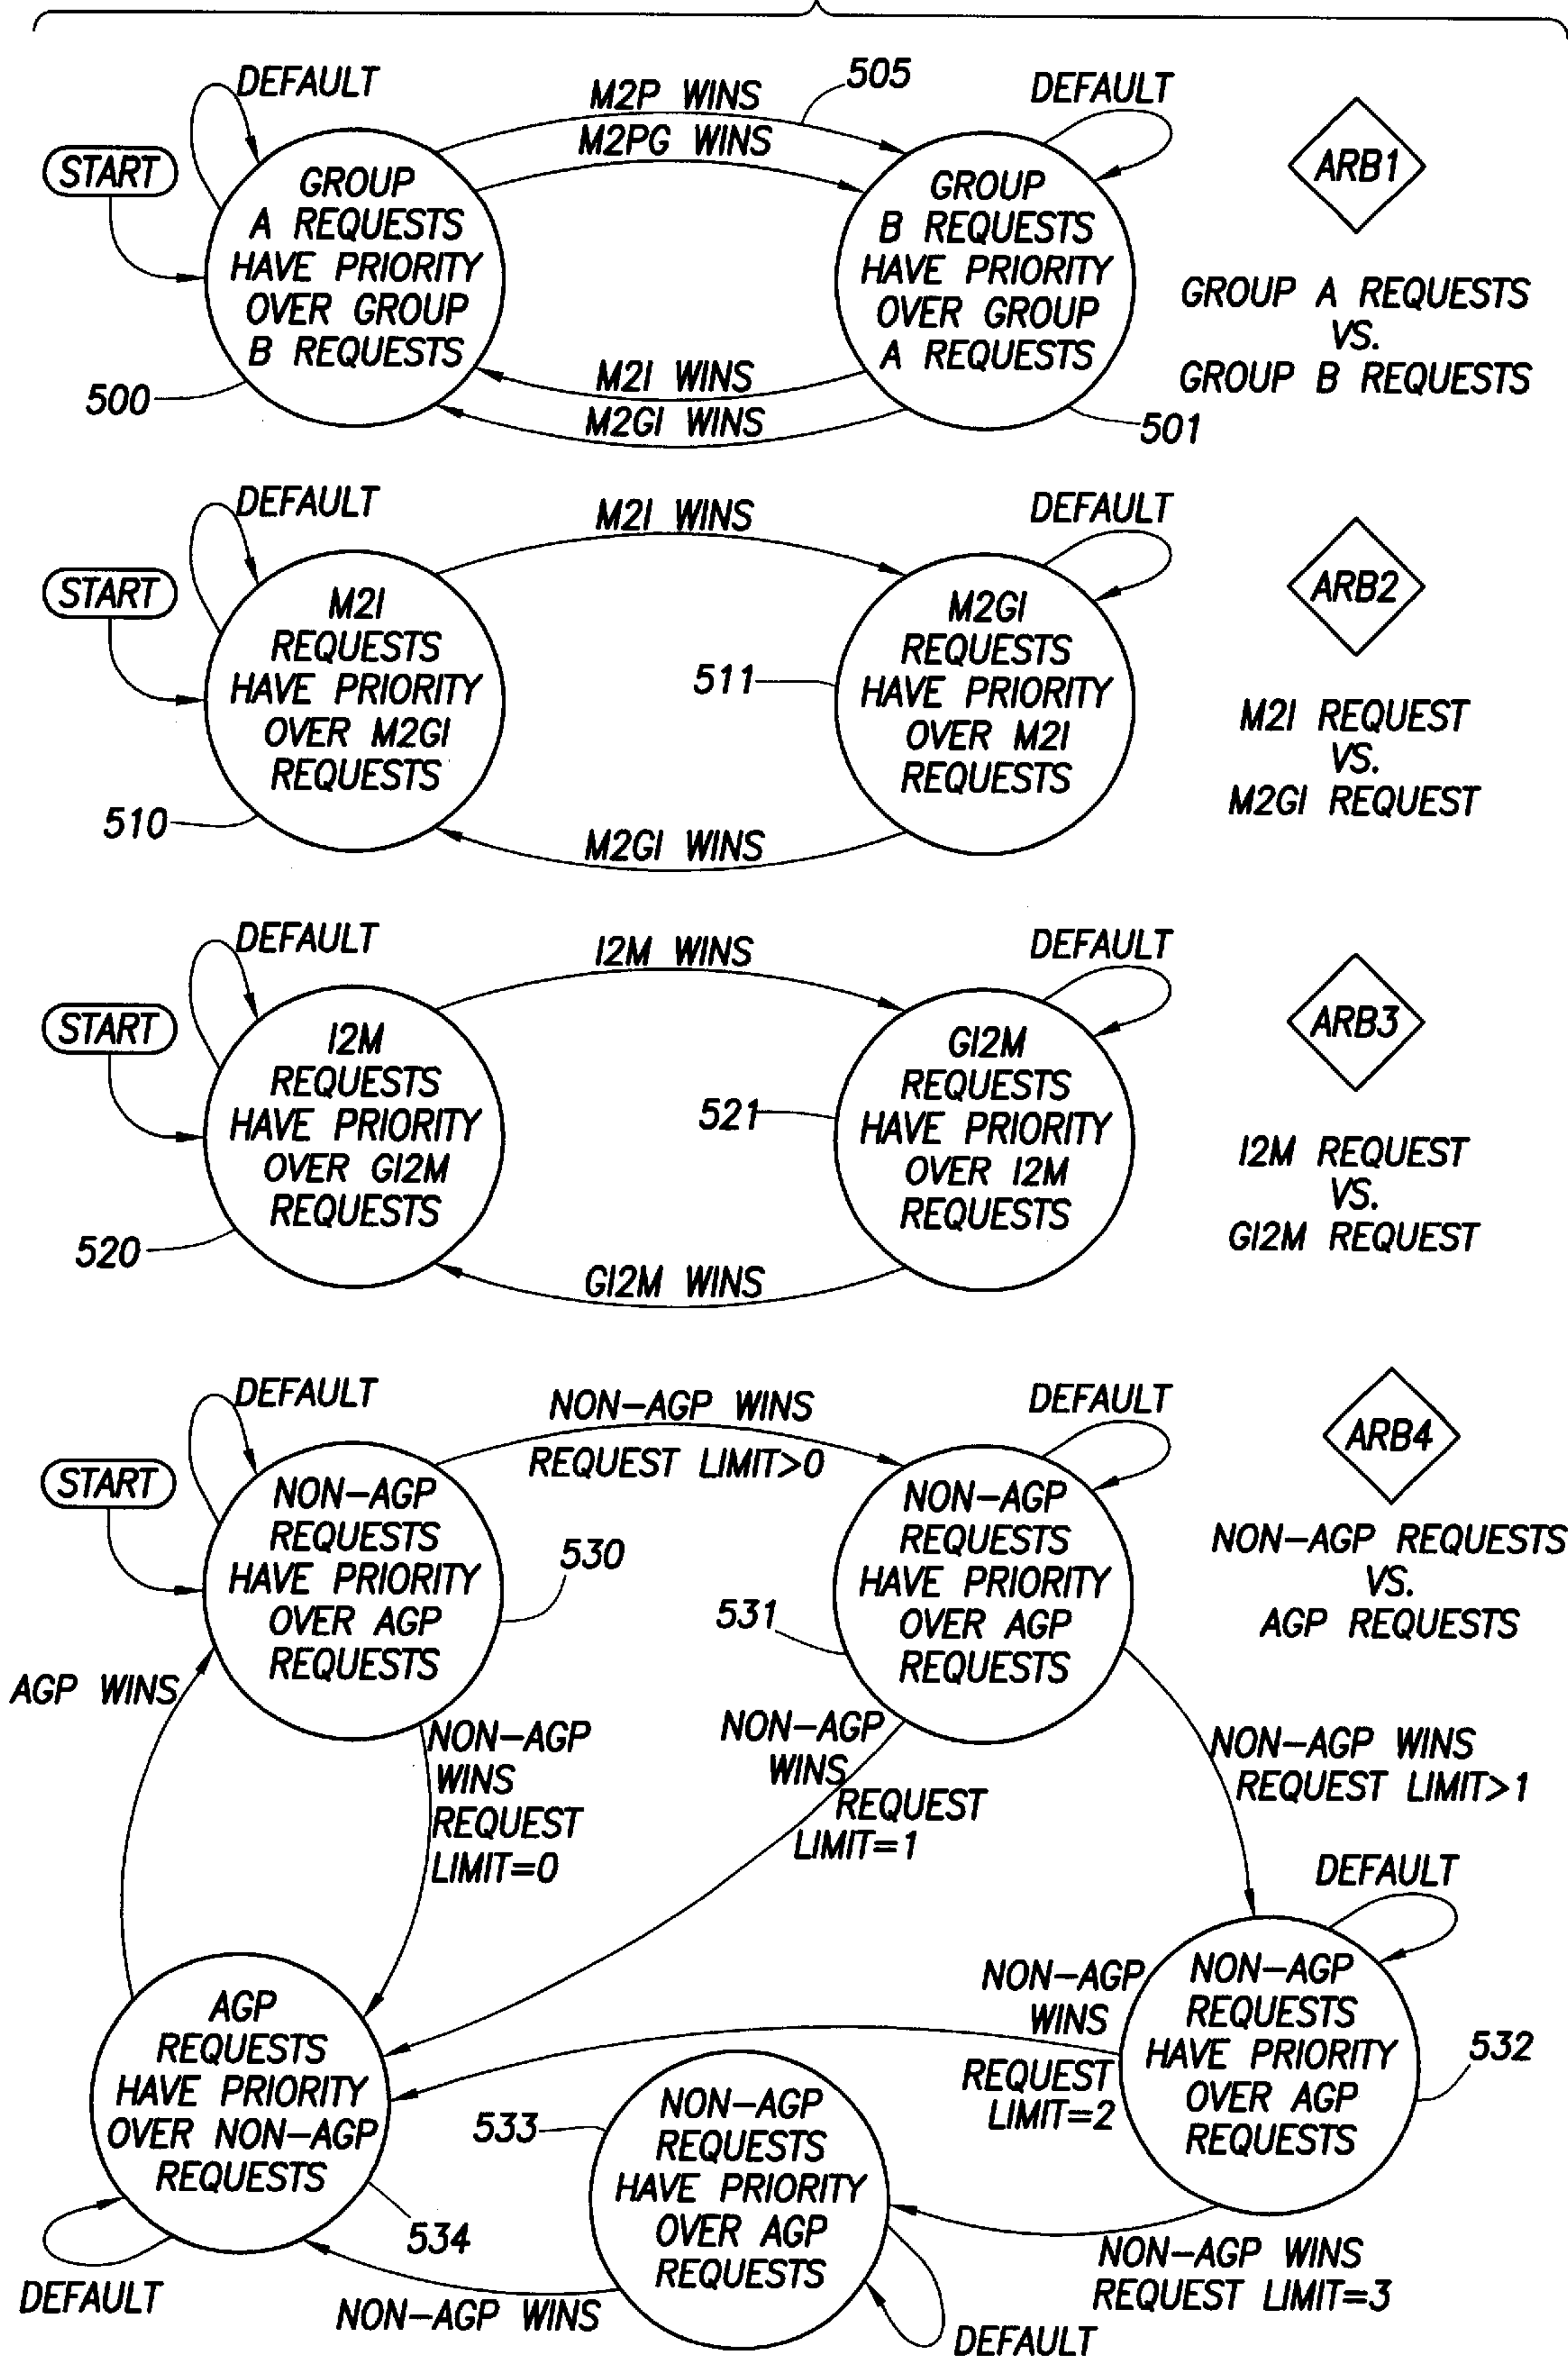 DEFAULT
M2P WINS
505
DEFAULT
M2PG WINS
START
GROUP
A REQUESTS
HAVE PRIORITY
OVER GROUP
B REQUESTS
GROUP
B REQUESTS
HAVE PRIORITY
OVER GROUP
A REQUESTS
ARB1
GROUP A REQUESTS
VS.
GROUP B REQUESTS
M2I WINS
500
M2GI WINS
501
DEFAULT
M2I WINS
DEFAULT
START
M2I
REQUESTS
HAVE PRIORITY
OVER M2GI
REQUESTS
511
M2GI
REQUESTS
HAVE PRIORITY
OVER M2I
REQUESTS
ARB2
M2I REQUEST
VS.
M2GI REQUEST
510
M2GI WINS
DEFAULT
I2M WINS
DEFAULT
START
I2M
REQUESTS
HAVE PRIORITY
OVER GI2M
REQUESTS
521
GI2M
REQUESTS
HAVE PRIORITY
OVER I2M
REQUESTS
ARB3
I2M REQUEST
VS.
GI2M REQUEST
520
GI2M WINS
DEFAULT
NON-AGP WINS
REQUEST LIMIT>0
DEFAULT
START
NON-AGP
REQUESTS
HAVE PRIORITY
OVER AGP
REQUESTS
530
531
NON-AGP
REQUESTS
HAVE PRIORITY
OVER AGP
REQUESTS
ARB4
NON-AGP REQUESTS
VS.
AGP REQUESTS
AGP WINS
NON-AGP
WINS
REQUEST
LIMIT=0
NON-AGP
WINS
REQUEST
LIMIT=1
NON-AGP WINS
REQUEST LIMIT>1
DEFAULT
AGP
REQUESTS
HAVE PRIORITY
OVER NON-AGP
REQUESTS
NON-AGP
WINS
REQUEST
LIMIT=2
NON-AGP
REQUESTS
HAVE PRIORITY
OVER AGP
REQUESTS
532
533
NON-AGP
REQUESTS
HAVE PRIORITY
OVER AGP
REQUESTS
534
NON-AGP WINS
REQUEST LIMIT=3
DEFAULT
NON-AGP WINS
DEFAULT